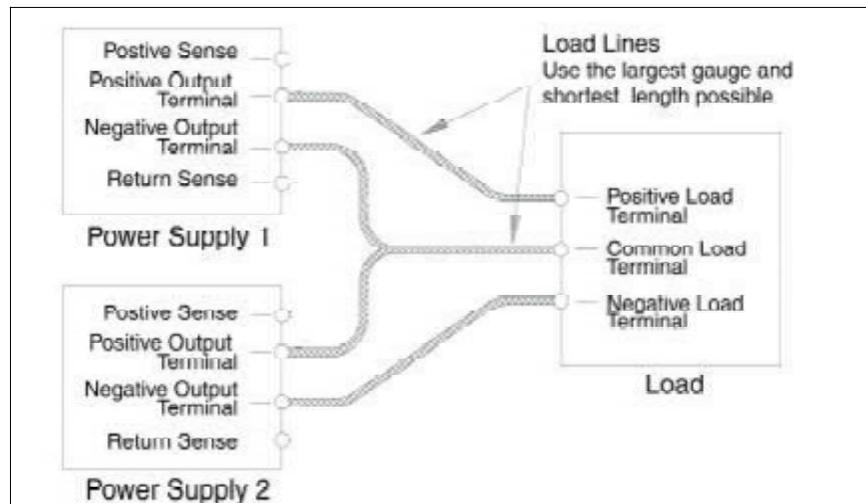 Postive Sense
Positive Output
Terminal
Negative Output
Terminal
Return Sense
Power Supply 1
Load Lines
Use the largest gauge and
shortest length possible
Positive Load
Terminal
Common Load
Terminal
Negative Load
Terminal
Load
Postive Sense
Positive Output
Terminal
Negative Output
Terminal
Return Sense
Power Supply 2